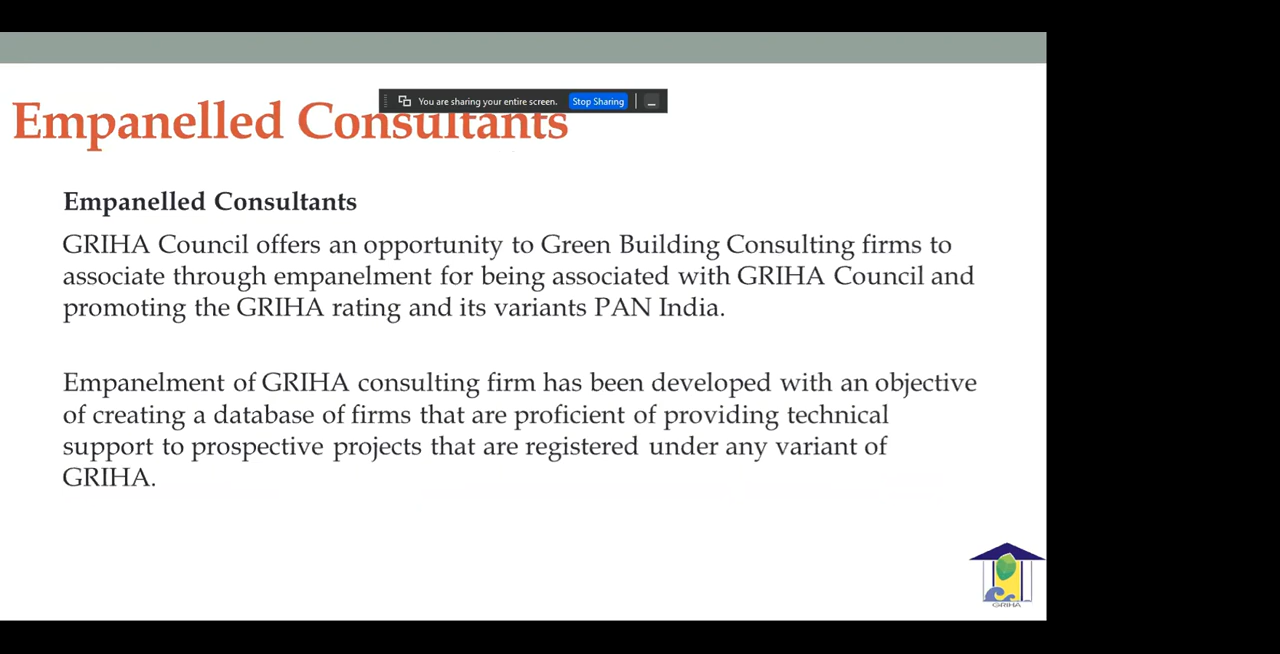 You are sharing your entire screen. Stop Sharing
Empanelled Consultants
Empanelled Consultants
GRIHA Council offers an opportunity to Green Building Consulting firms to
associate through empanelment for being associated with GRIHA Council and
promoting the GRIHA rating and its variants PAN India.
Empanelment of GRIHA consulting firm has been developed with an objective
of creating a database of firms that are proficient of providing technical
support to prospective projects that are registered under any variant of
GRIHA.
GRIHA